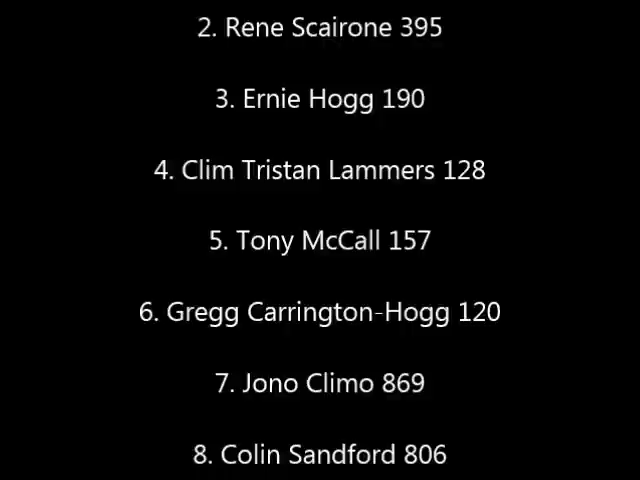 2. Rene Scairone 395
3. Ernie Hogg 190
4. Clim Tristan Lammers 128
5. Tony McCall 157
6. Gregg Carrington-Hogg 120
7. Jono Climo 869
8. Colin Sandford 806